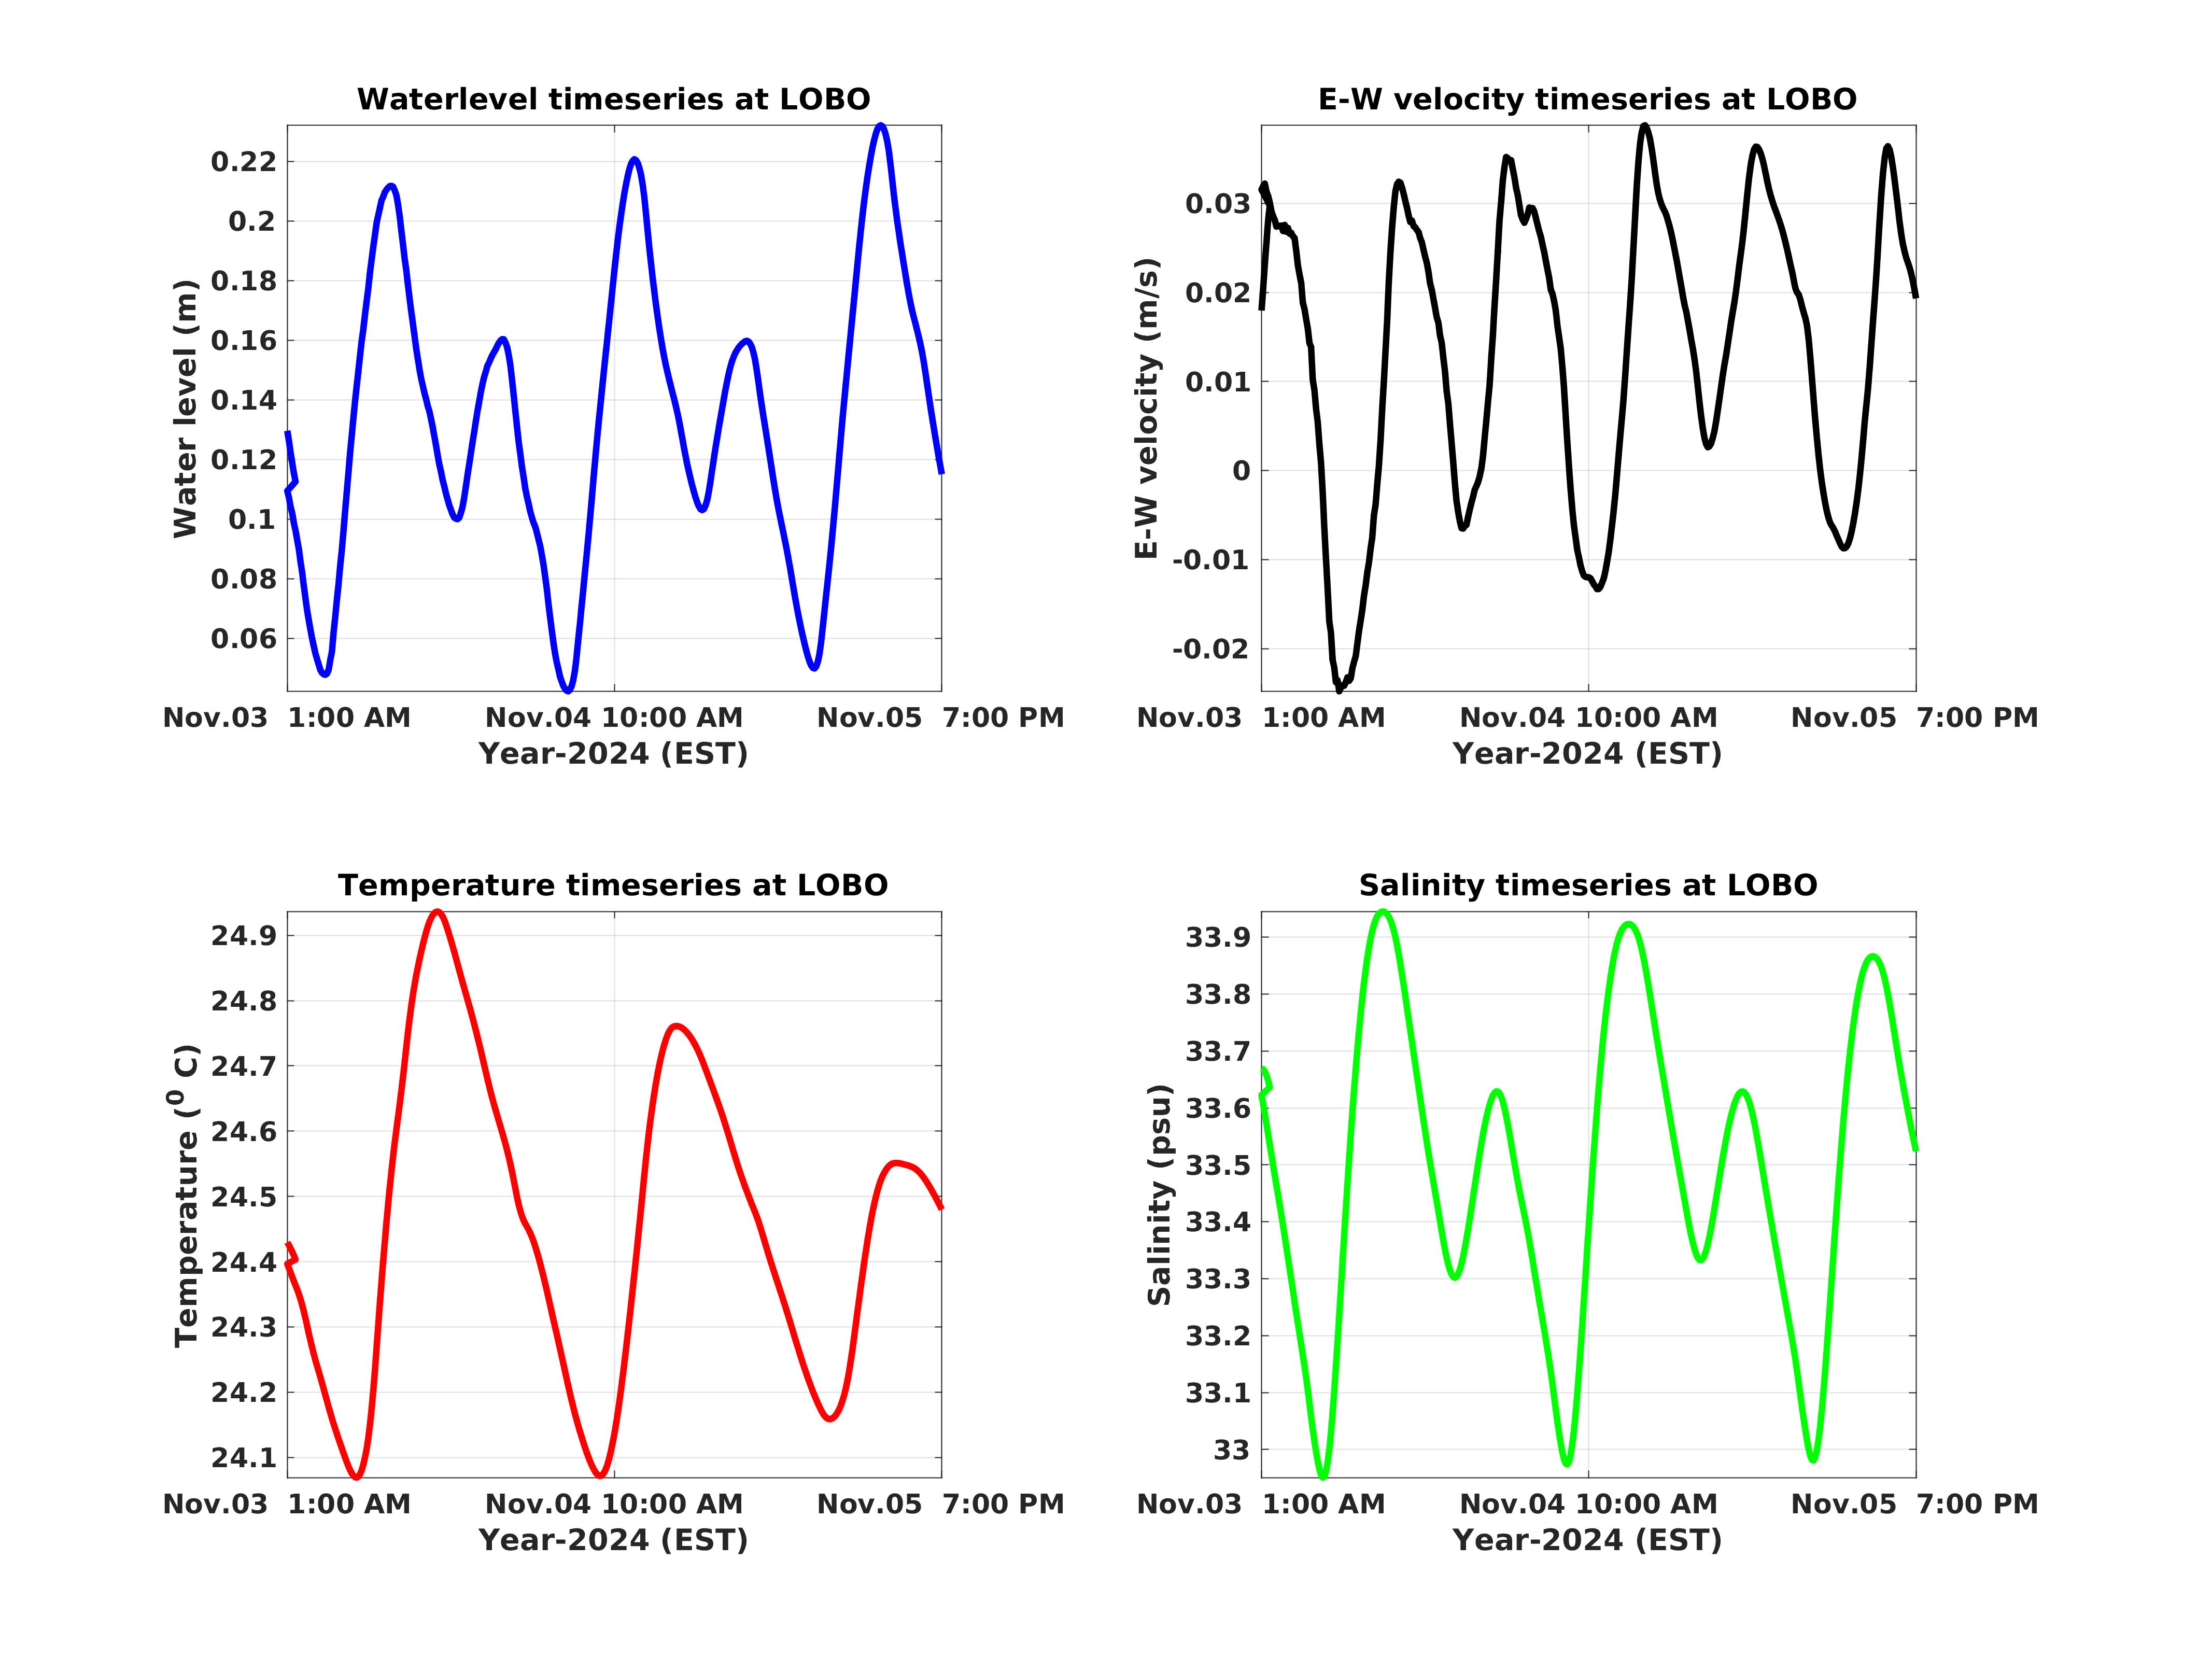 Waterlevel timeseries at LOBO
Water level (m)
0.22
0.2
0.18
0.16
0.14
0.12
0.1
0.08
0.06
Nov.03 1:00 AM Nov.04 10:00 AM Nov.05 7:00 PM
Year-2024 (EST)
E-W velocity timeseries at LOBO
E-W velocity (m/s)
0.03
0.02
0.01
0
-0.01
-0.02
Nov.03 1:00 AM Nov.04 10:00 AM Nov.05 7:00 PM
Year-2024 (EST)
Temperature timeseries at LOBO
Temperature (⁰ C)
24.9
24.8
24.7
24.6
24.5
24.4
24.3
24.2
24.1
Nov.03 1:00 AM Nov.04 10:00 AM Nov.05 7:00 PM
Year-2024 (EST)
Salinity timeseries at LOBO
Salinity (psu)
33.9
33.8
33.7
33.6
33.5
33.4
33.3
33.2
33.1
33
Nov.03 1:00 AM Nov.04 10:00 AM Nov.05 7:00 PM
Year-2024 (EST)